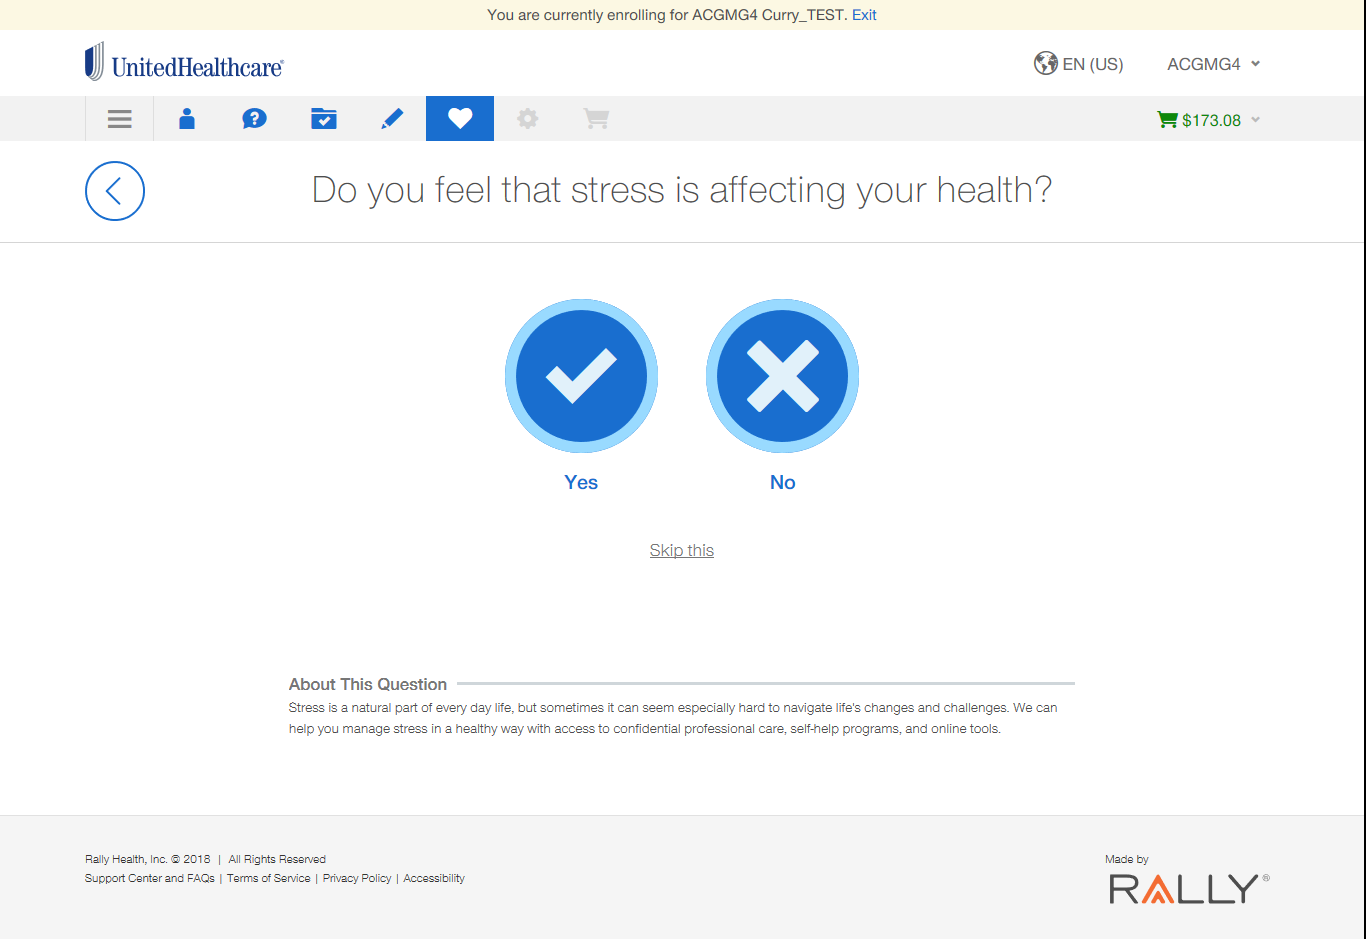 You are currently enrolling for ACGMG4 Curry_TEST. Exit
UnitedHealthcare®
EN (US)
ACGMG4
$173.08
Do you feel that stress is affecting your health?
Yes
No
Skip this
About This Question
Stress is a natural part of every day life, but sometimes it can seem especially hard to navigate life's changes and challenges. We can
help you manage stress in a healthy way with access to confidential professional care, self-help programs, and online tools.
Rally Health, Inc. © 2018 | All Rights Reserved
Support Center and FAQs | Terms of Service | Privacy Policy | Accessibility
Made by
RALLY®